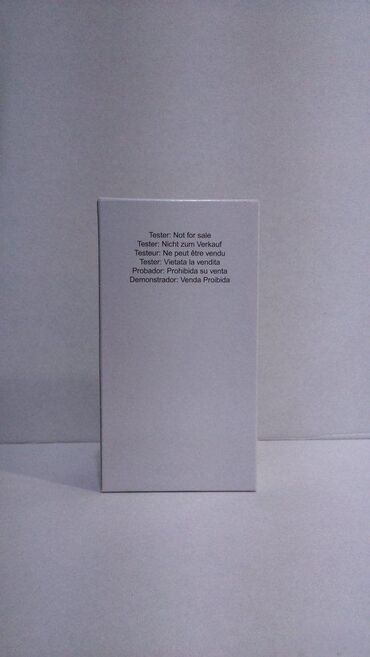 Tester: Not for sale
Tester: Nicht zum Verkauf
Testeur: Ne peut être vendu
Tester: Vietata la vendita
Probador: Prohibida su venta
Demonstrador: Venda Proibida